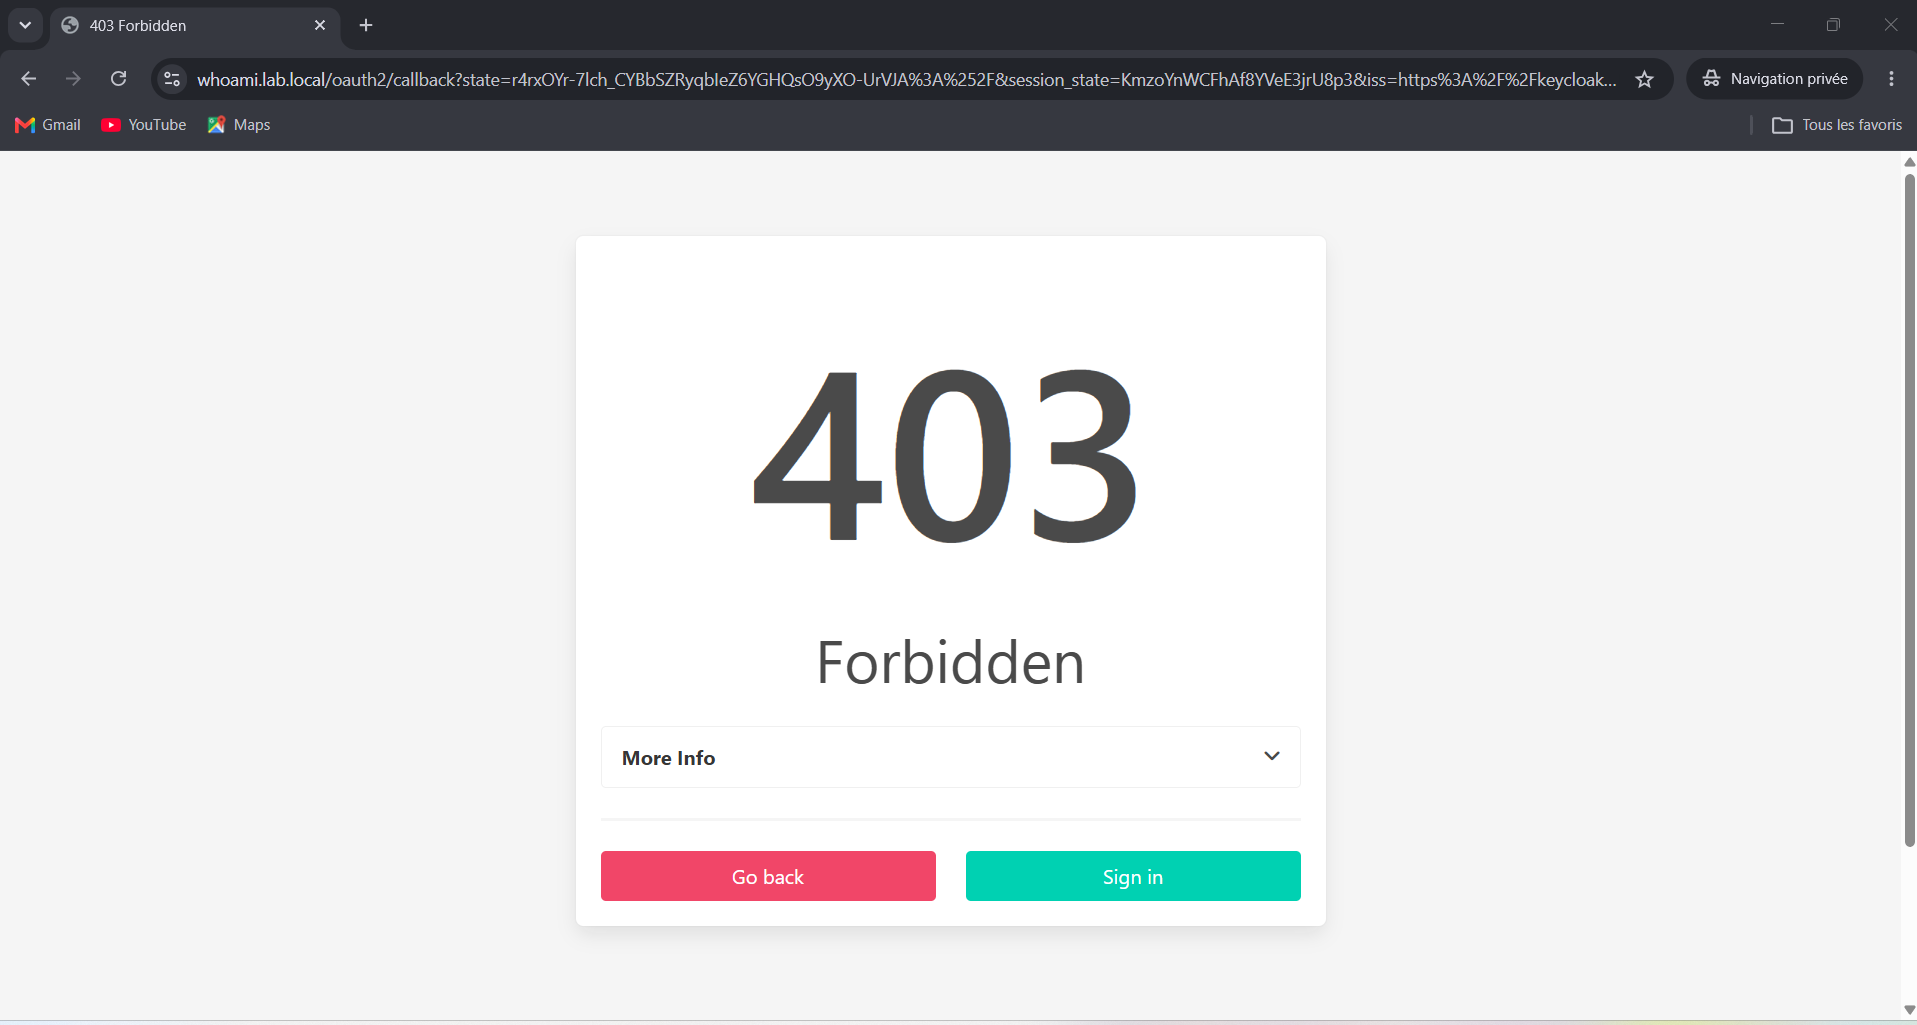 403 Forbidden
whoami.lab.local/oauth2/callback?state=r4rxOYr-7lch_CYBbSZRyqbIeZ6YGHQsO9yXO-UrVJA%3A%252F&session_state=KmzoYnWCFhAf8YVeE3jrU8p3&iss=https%3A%2F%2Fkeycloak...
Navigation privée
Gmail
YouTube
Maps
Tous les favoris
403
Forbidden
More Info
Go back
Sign in